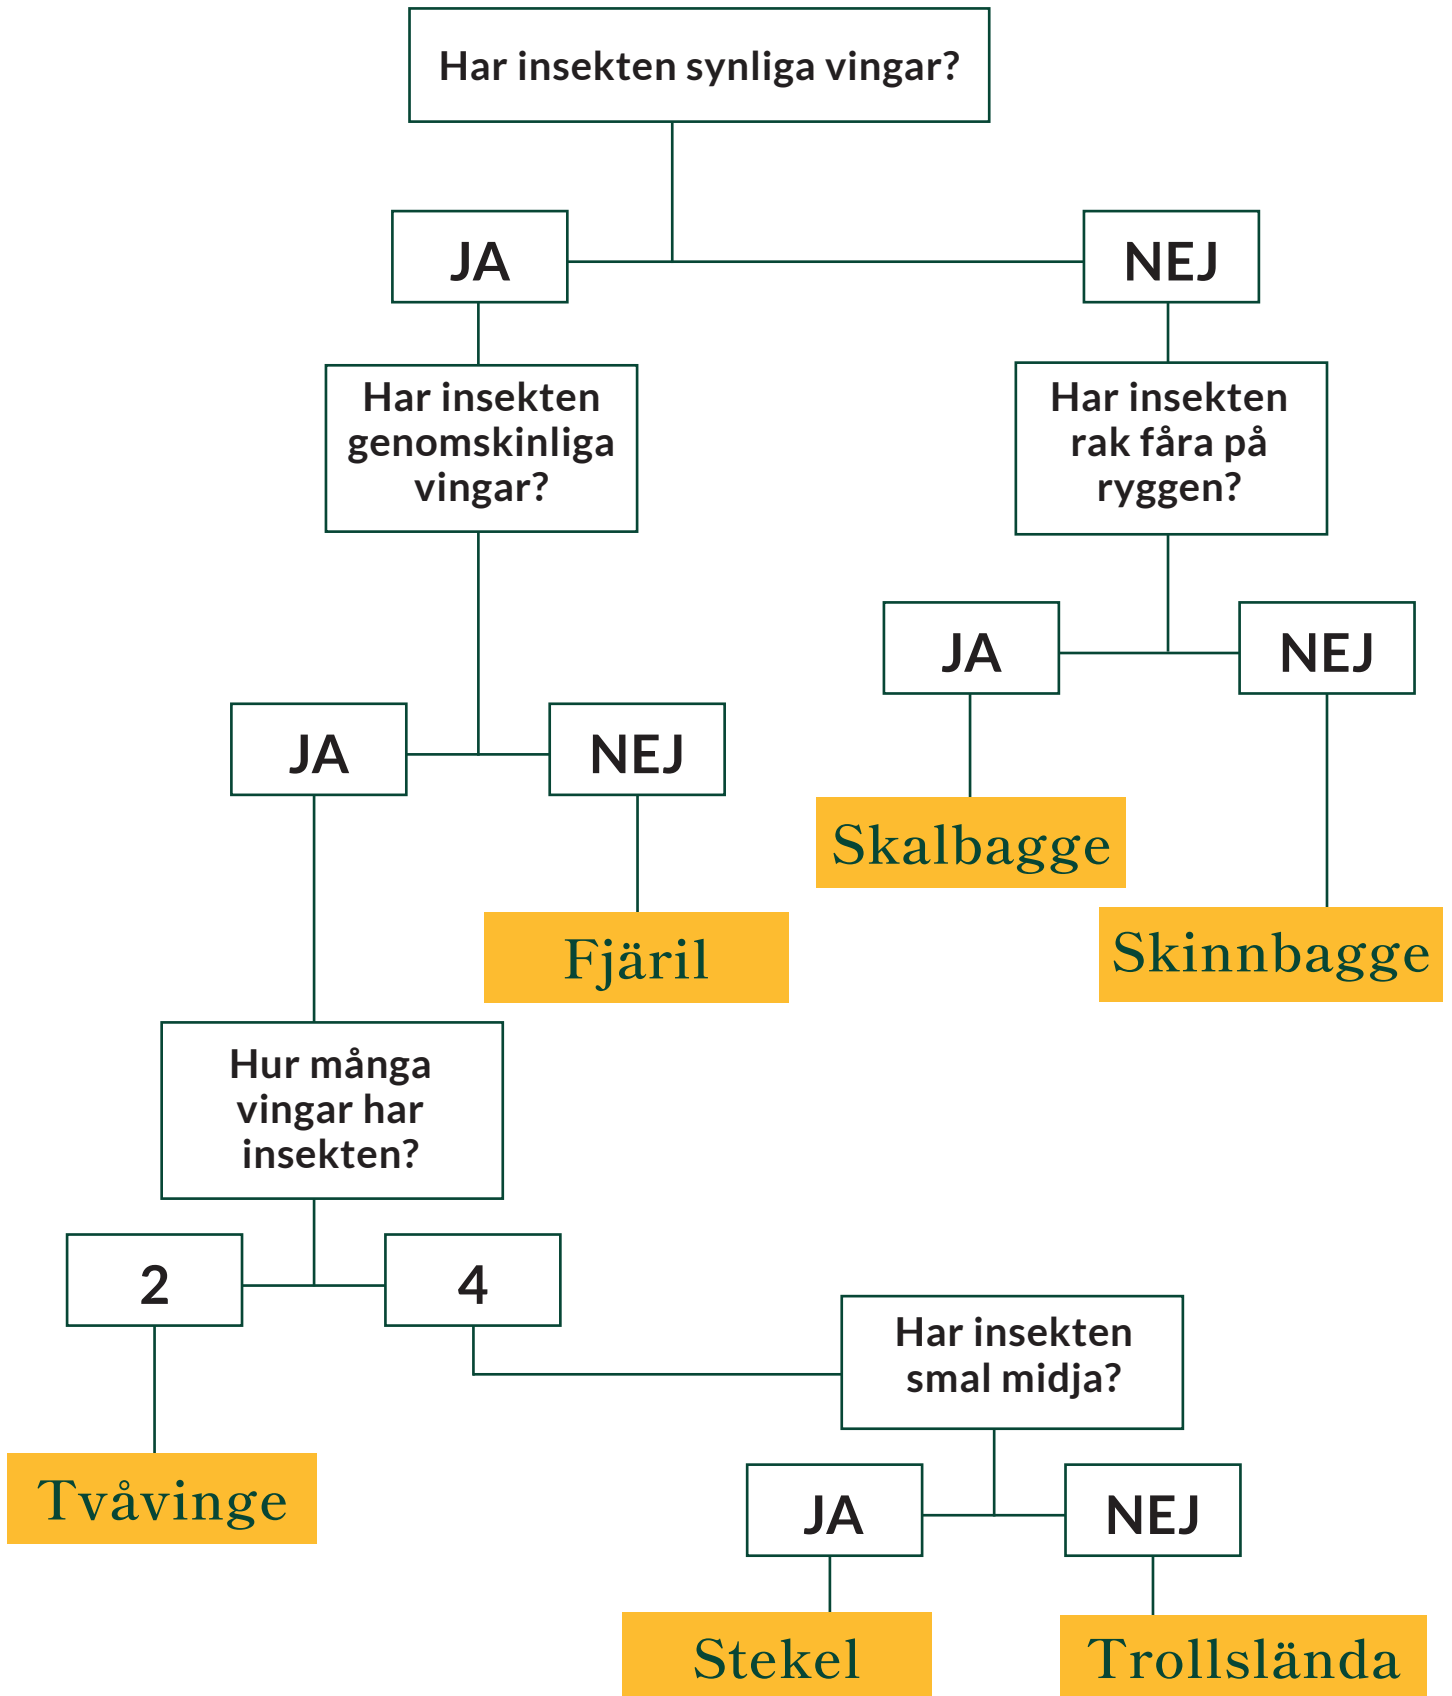 Har insekten synliga vingar?
JA
NEJ
Har insekten
genomskinliga
vingar?
Har insekten
rak fåra på
ryggen?
JA
NEJ
JA
NEJ
Skalbagge
Fjäril
Skinnbagge
Hur många
vingar har
insekten?
2
4
Har insekten
smal midja?
Tvåvinge
JA
NEJ
Stekel
Trollslända